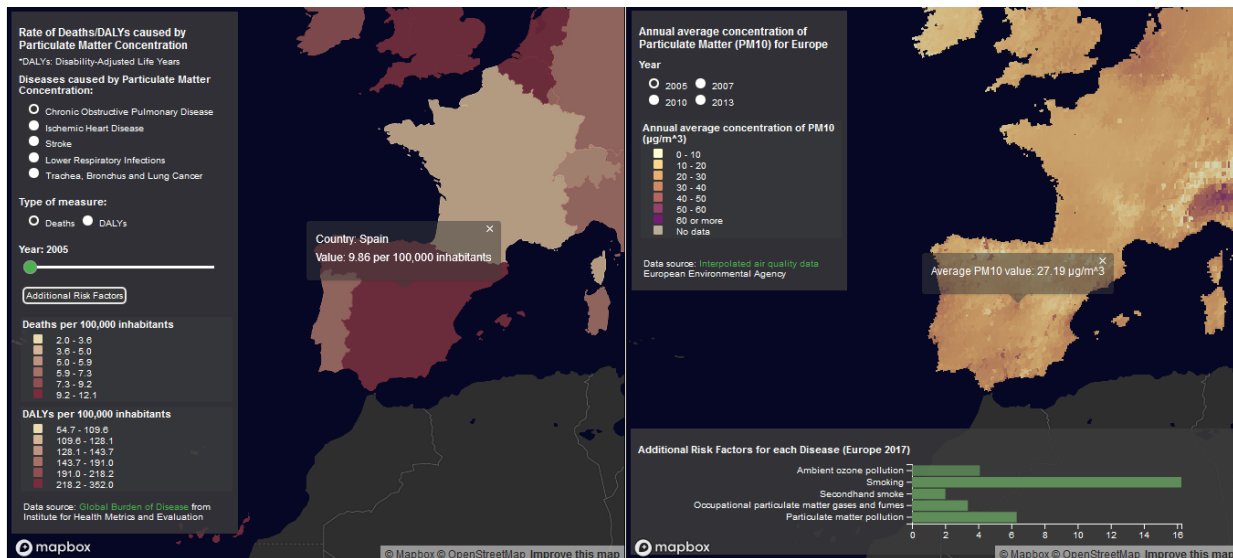 Rate of Deaths/DALYs caused by
Particulate Matter Concentration
*DALYs: Disability-Adjusted Life Years
Diseases caused by Particulate Matter
Concentration:
Chronic Obstructive Pulmonary Disease
Ischemic Heart Disease
Stroke
Lower Respiratory Infections
Trachea, Bronchus and Lung Cancer
Type of measure:
Deaths DALYs
Year: 2005
Additional Risk Factors
Deaths per 100,000 inhabitants
2.0 - 3.6
3.6 - 5.0
5.0 - 5.9
5.9 - 7.3
7.3 - 9.2
9.2 - 12.1
DALYs per 100,000 inhabitants
54.7 - 109.6
109.6 - 128.1
128.1 - 143.7
143.7 - 191.0
191.0 - 218.2
218.2 - 352.0
Data source: Global Burden of Disease from
Institute for Health Metrics and Evaluation
mapbox
×
Country: Spain
Value: 9.86 per 100,000 inhabitants
© Mapbox © OpenStreetMap Improve this map
Annual average concentration of
Particulate Matter (PM10) for Europe
Year
2005 2007
2010 2013
Annual average concentration of PM10
(µg/m^3)
0 - 10
10 - 20
20 - 30
30 - 40
40 - 50
50 - 60
60 or more
No data
Data source: Interpolated air quality data
European Environmental Agency
×
Average PM10 value: 27.19 µg/m^3
Additional Risk Factors for each Disease (Europe 2017)
Ambient ozone pollution
Smoking
Secondhand smoke
Occupational particulate matter gases and fumes
Particulate matter pollution
0 2 4 6 8 10 12 14 16
mapbox
© Mapbox © OpenStreetMap Improve this map